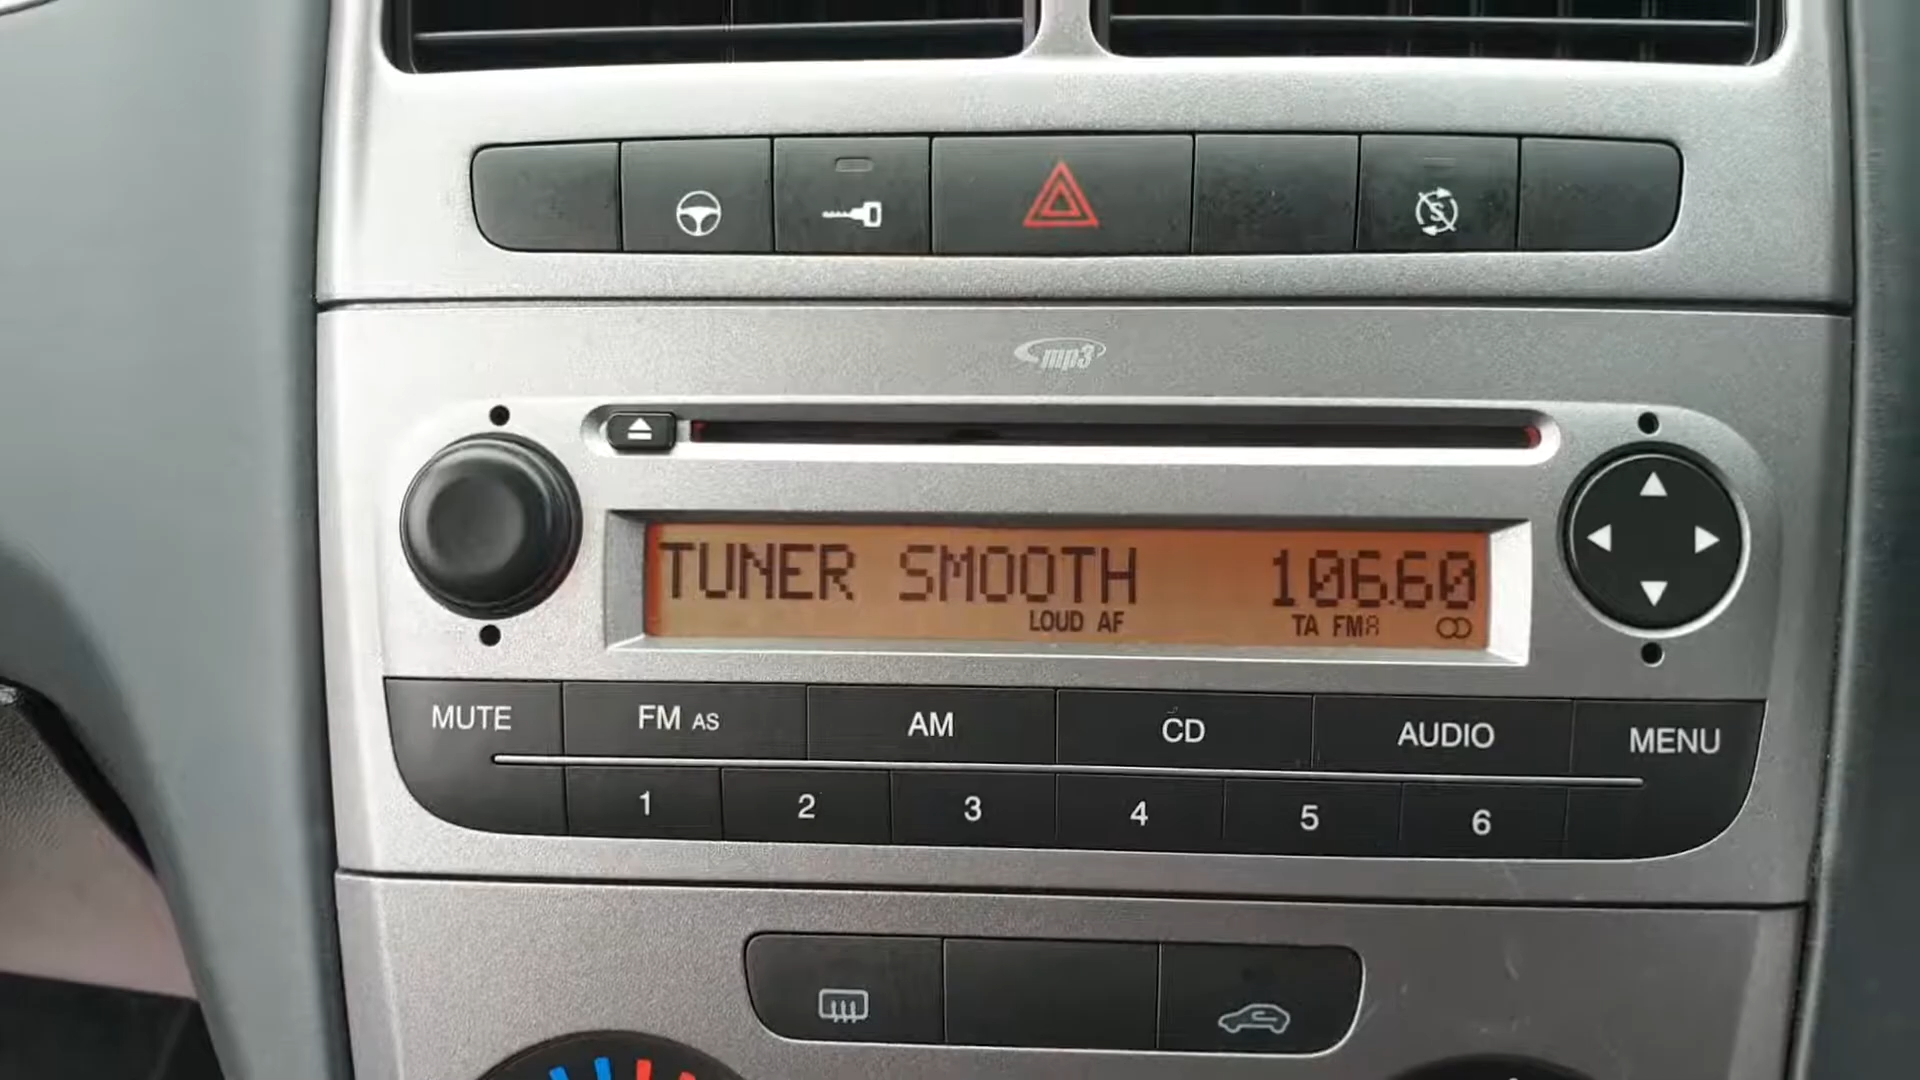 mp3
TUNER SMOOTH 106.60
LOUD AF TA FM
MUTE FM AS AM CD AUDIO MENU
1 2 3 4 5 6